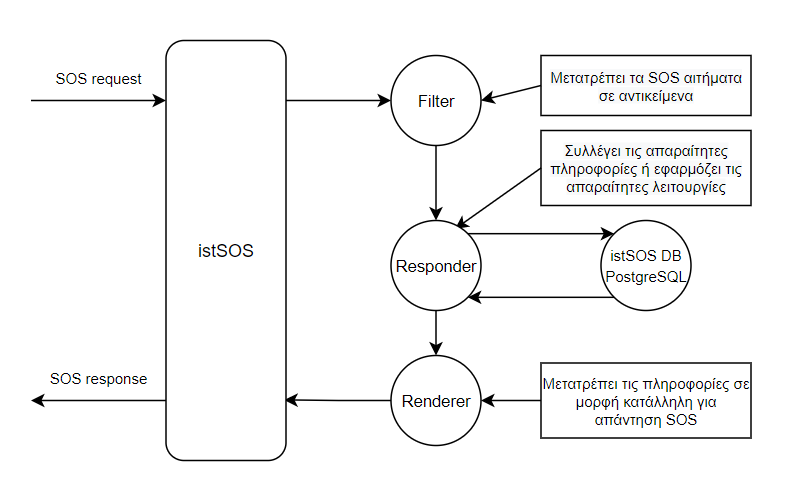 SOS request
istSOS
Filter
Μετατρέπει τα SOS αιτήματα
σε αντικείμενα
Συλλέγει τις απαραίτητες
πληροφορίες ή εφαρμόζει τις
απαραίτητες λειτουργίες
Responder
istSOS DB
PostgreSQL
SOS response
Renderer
Μετατρέπει τις πληροφορίες σε
μορφή κατάλληλη για
απάντηση SOS